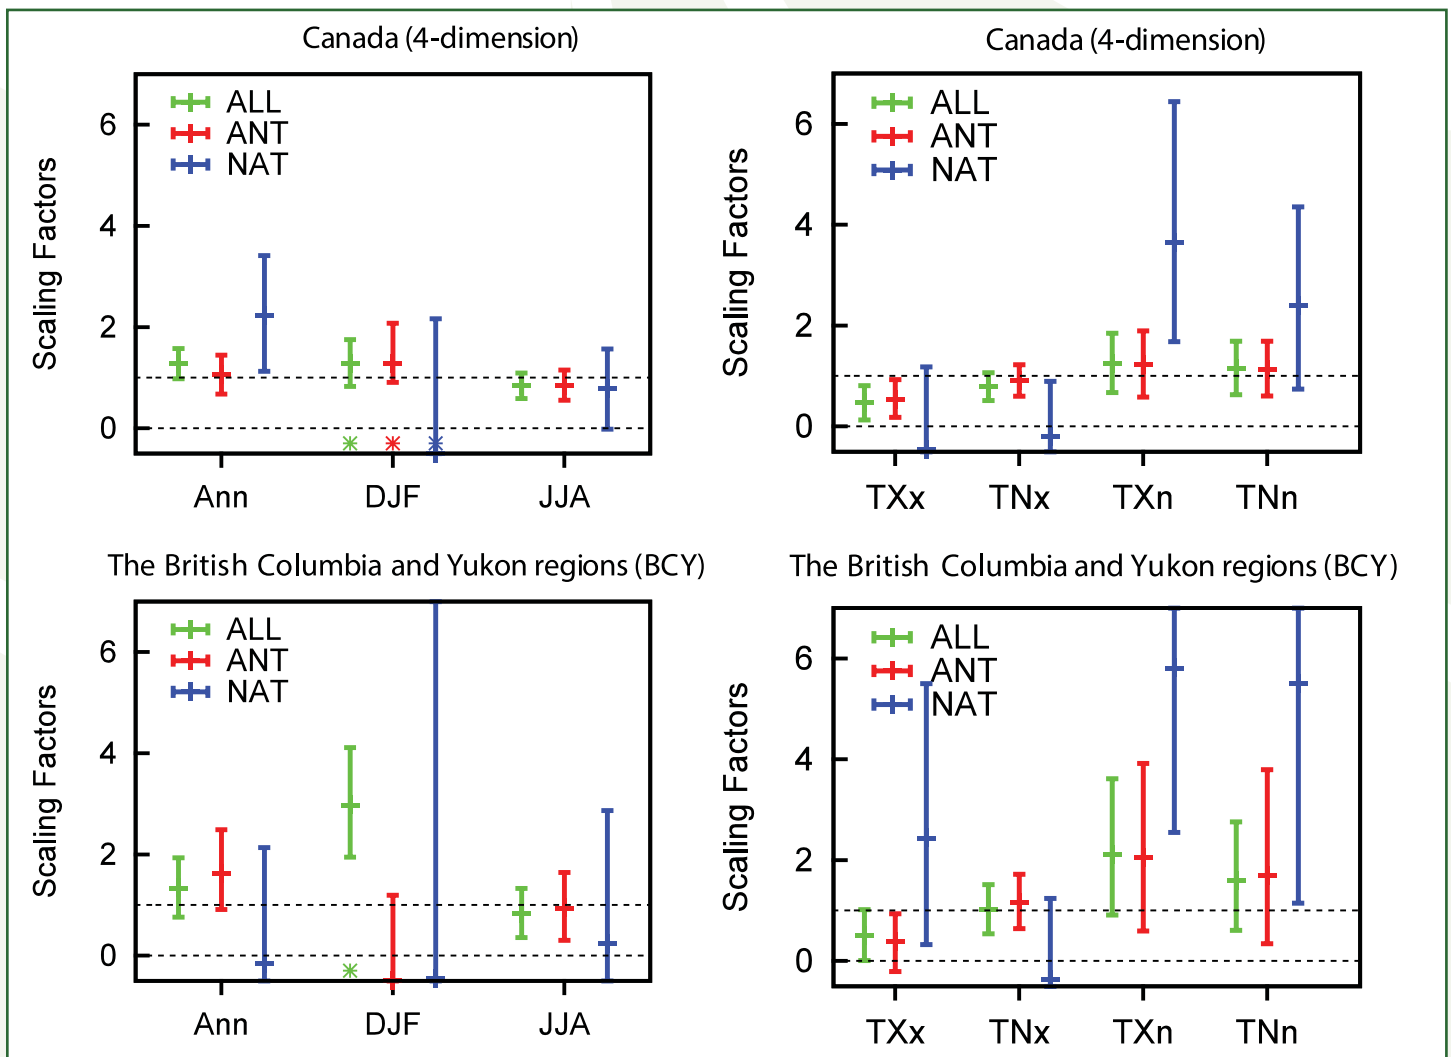 Canada (4-dimension)
ALL
ANT
NAT
6
4
2
0
Scaling Factors
Ann
DJF
JJA
Canada (4-dimension)
ALL
ANT
NAT
6
4
2
0
Scaling Factors
TXx
TNx
TXn
TNn
The British Columbia and Yukon regions (BCY)
ALL
ANT
NAT
6
4
2
0
Scaling Factors
Ann
DJF
JJA
The British Columbia and Yukon regions (BCY)
ALL
ANT
NAT
6
4
2
0
Scaling Factors
TXx
TNx
TXn
TNn